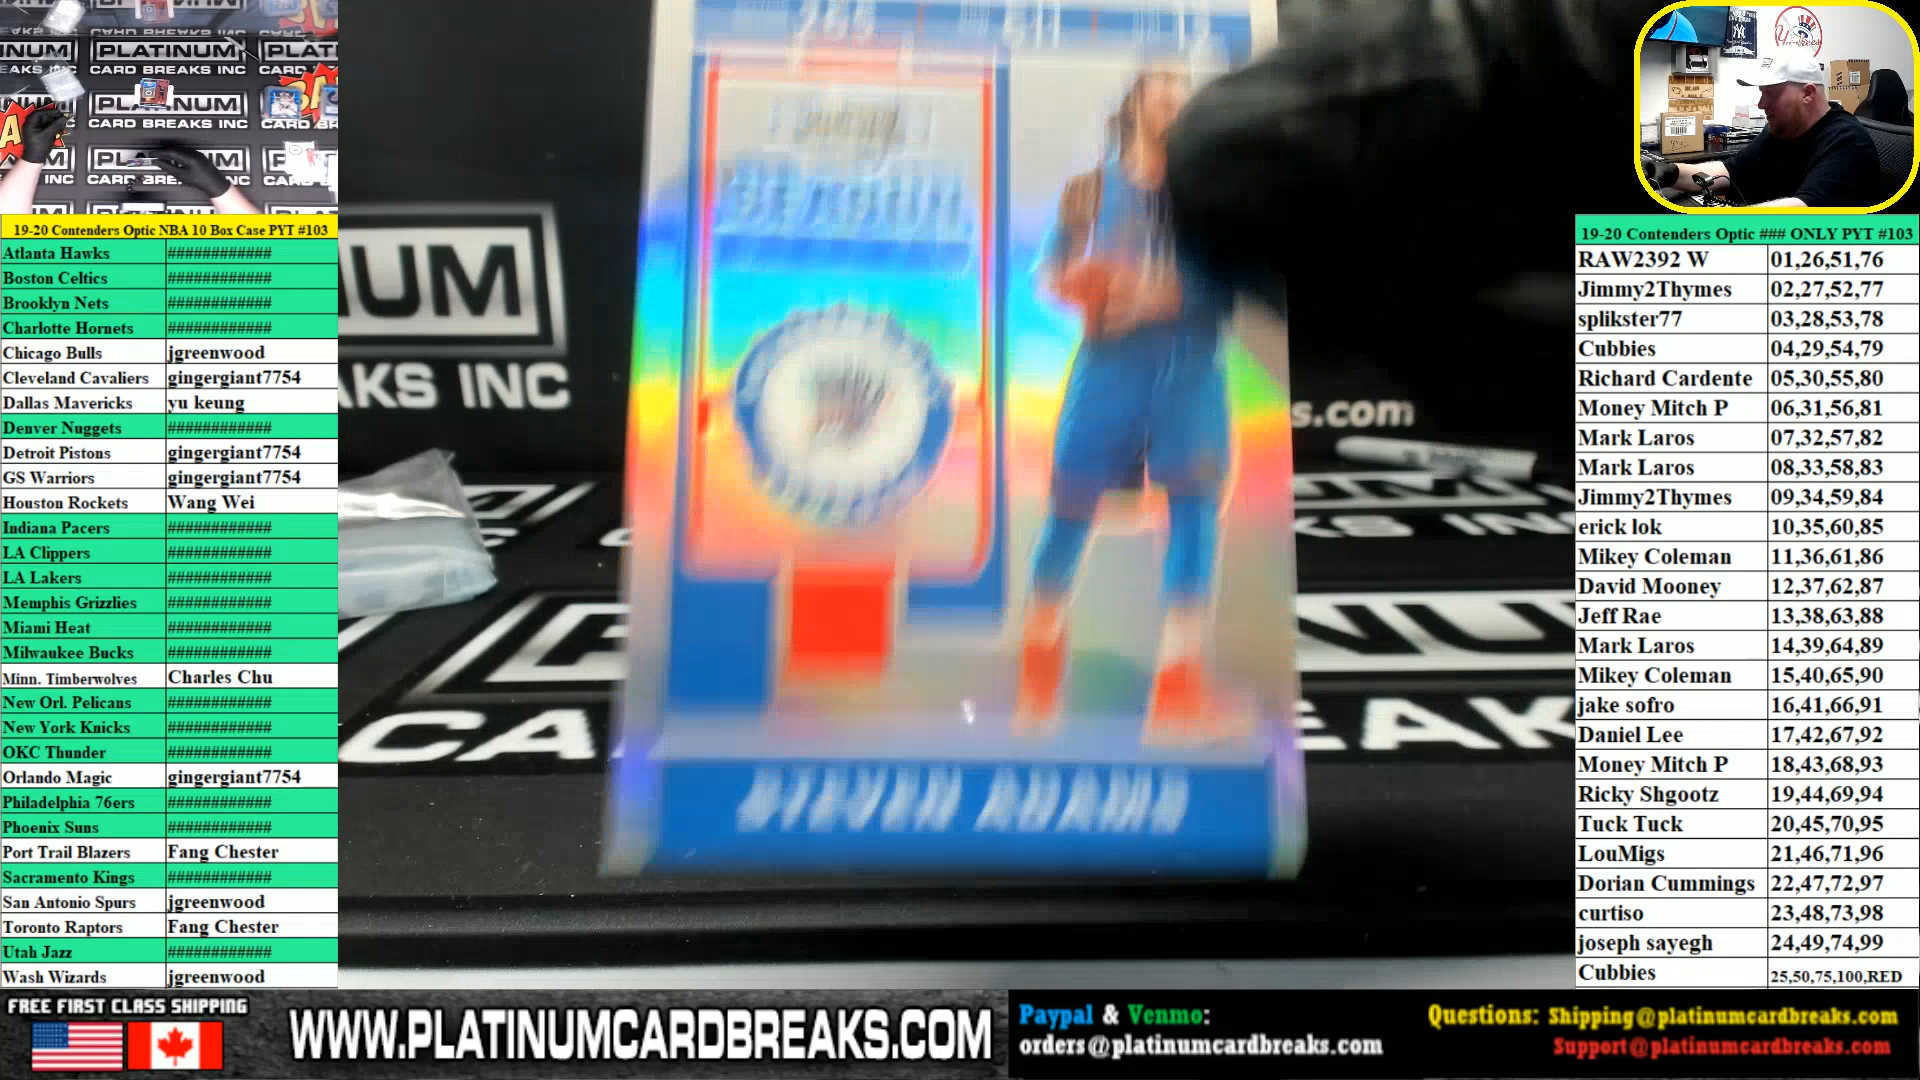 PLATINUM
CARD BREAKS INC
PLATINUM
CARD BREAKS INC
19-20 Contenders Optic NBA 10 Box Case PYT #103
Atlanta Hawks ############
Boston Celtics ############
Brooklyn Nets ############
Charlotte Hornets ############
Chicago Bulls jgreenwood
Cleveland Cavaliers gingergiant7754
Dallas Mavericks yu keung
Denver Nuggets ############
Detroit Pistons gingergiant7754
GS Warriors gingergiant7754
Houston Rockets Wang Wei
Indiana Pacers ############
LA Clippers ############
LA Lakers ############
Memphis Grizzlies ############
Miami Heat ############
Milwaukee Bucks ############
Minn. Timberwolves Charles Chu
New Orl. Pelicans ############
New York Knicks ############
OKC Thunder ############
Orlando Magic gingergiant7754
Philadelphia 76ers ############
Phoenix Suns ############
Port Trail Blazers Fang Chester
Sacramento Kings ############
San Antonio Spurs jgreenwood
Toronto Raptors Fang Chester
Utah Jazz ############
Wash Wizards jgreenwood
NUM
KS INC
s.com
STEVEN ADAMS
19-20 Contenders Optic ### ONLY PYT #103
RAW2392 W 01,26,51,76
Jimmy2Thymes 02,27,52,77
splikster77 03,28,53,78
Cubbies 04,29,54,79
Richard Cardente 05,30,55,80
Money Mitch P 06,31,56,81
Mark Laros 07,32,57,82
Mark Laros 08,33,58,83
Jimmy2Thymes 09,34,59,84
erick lok 10,35,60,85
Mikey Coleman 11,36,61,86
David Mooney 12,37,62,87
Jeff Rae 13,38,63,88
Mark Laros 14,39,64,89
Mikey Coleman 15,40,65,90
jake sofro 16,41,66,91
Daniel Lee 17,42,67,92
Money Mitch P 18,43,68,93
Ricky Shgootz 19,44,69,94
Tuck Tuck 20,45,70,95
LouMigs 21,46,71,96
Dorian Cummings 22,47,72,97
curtiso 23,48,73,98
joseph sayegh 24,49,74,99
Cubbies 25,50,75,100,RED
FREE FIRST CLASS SHIPPING
WWW.PLATINUMCARDBREAKS.COM
Paypal & Venmo:
orders@platinumcardbreaks.com
Questions: Shipping@platinumcardbreaks.com
Support@platinumcardbreaks.com